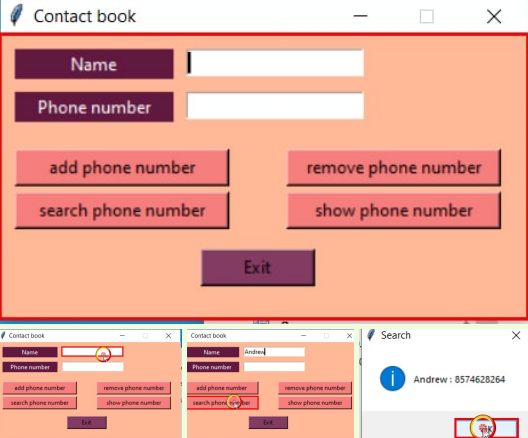 Contact book
Name
Phone number
add phone number
remove phone number
search phone number
show phone number
Exit
Contact book
Name
Phone number
add phone number
remove phone number
search phone number
show phone number
Exit
Contact book
Name
Andrew
Phone number
add phone number
remove phone number
search phone number
show phone number
Exit
Search
Andrew : 8574628264